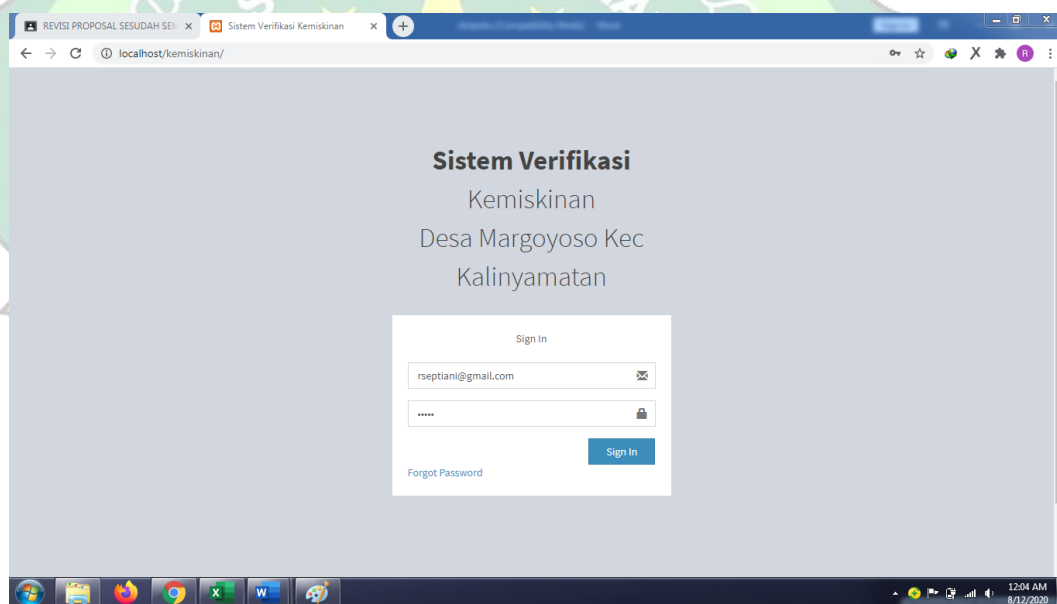 REVISI PROPOSAL SESUDAH SEM
Sistem Verifikasi Kemiskinan
localhost/kemiskinan/
R
Sistem Verifikasi
Kemiskinan
Desa Margoyoso Kec
Kalinyamatan
Sign In
rseptiani@gmail.com
•••••
Sign In
Forgot Password
12:04 AM
8/12/2020